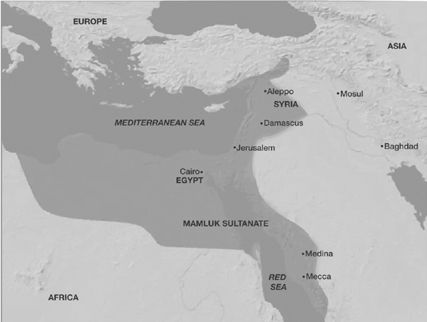 EUROPE
ASIA
Aleppo
Mosul
SYRIA
MEDITERRANEAN SEA
Damascus
Jerusalem
Baghdad
Cairo
EGYPT
MAMLUK SULTANATE
Medina
RED
SEA
Mecca
AFRICA